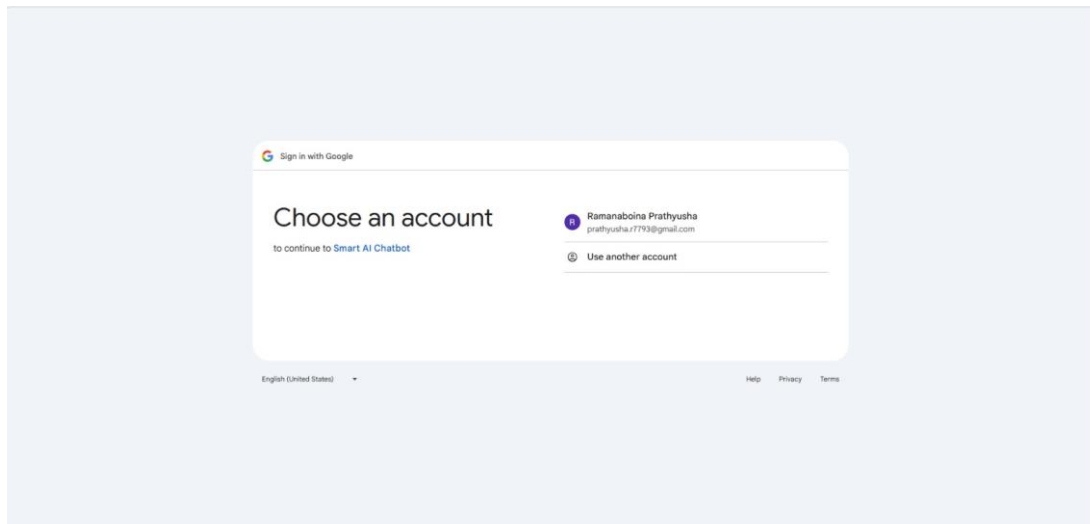 Sign in with Google
Choose an account
to continue to Smart AI Chatbot
R
Ramanaboina Prathyusha
prathyusha.r7793@gmail.com
Use another account
English (United States)
Help Privacy Terms